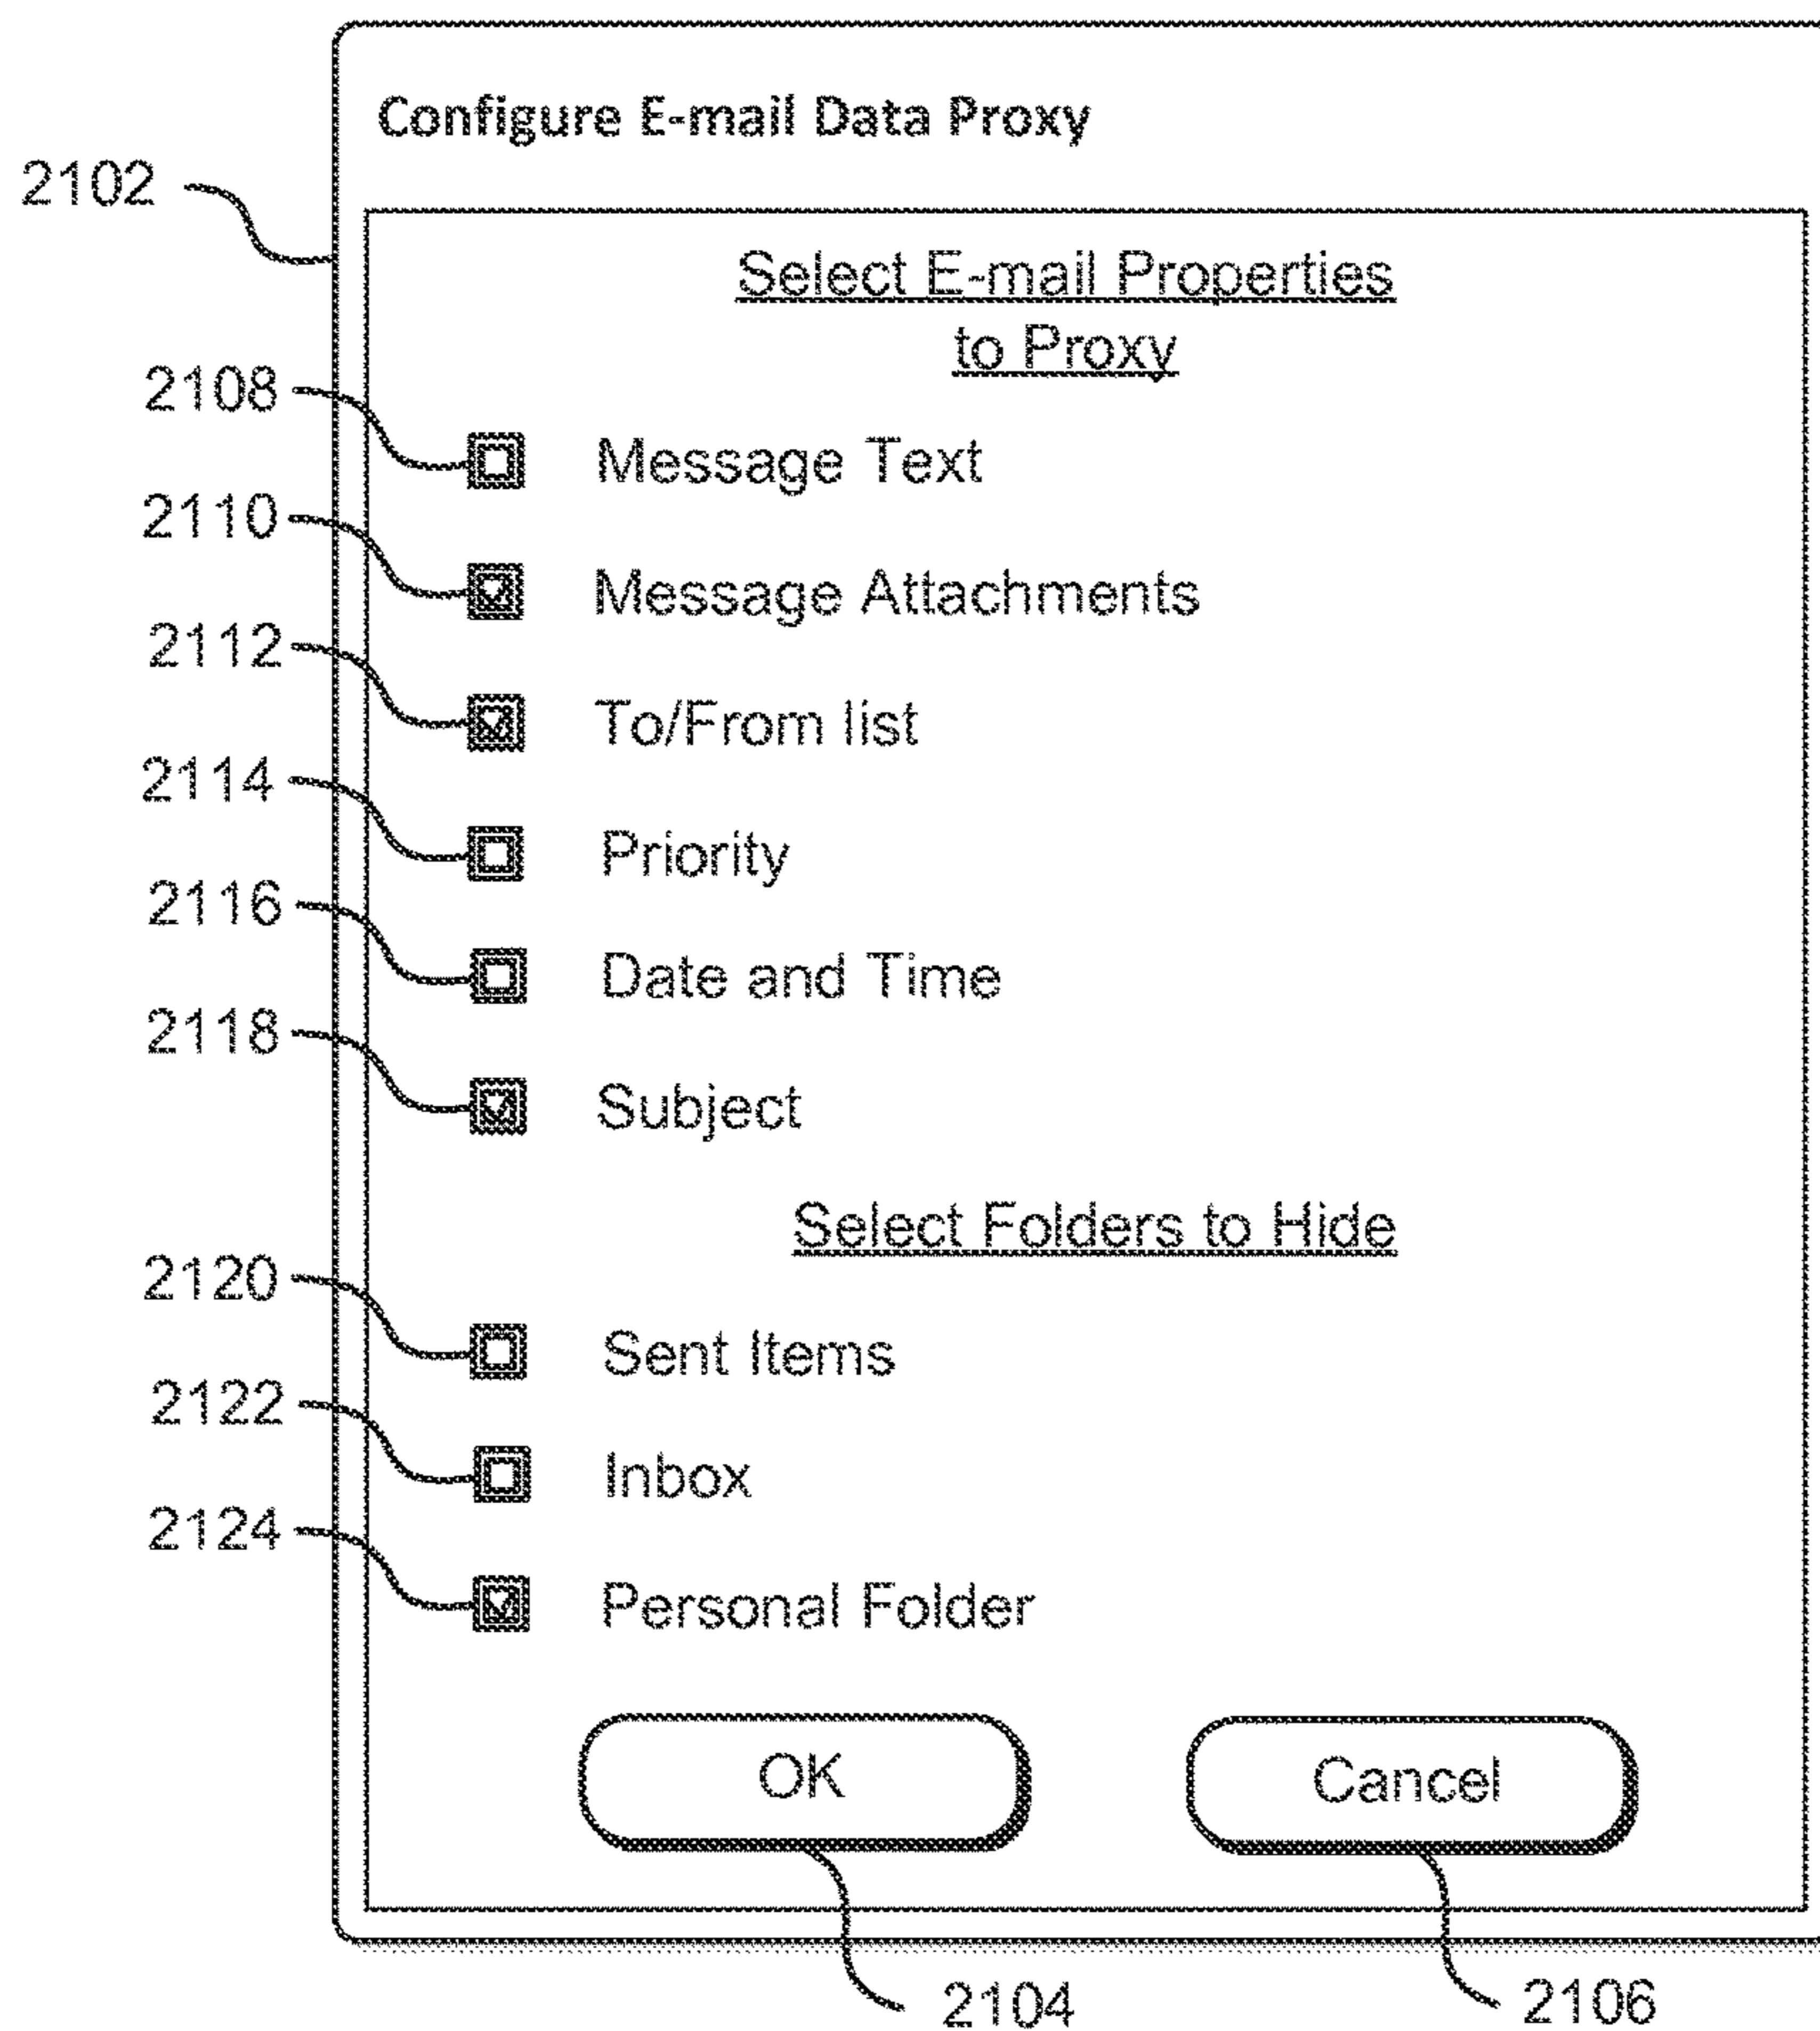 Configure E-mail Data Proxy
2102
Select E-mail Properties
to Proxy
2108
Message Text
2110
Message Attachments
2112
To/From list
2114
Priority
2116
Date and Time
2118
Subject
Select Folders to Hide
2120
Sent Items
2122
Inbox
2124
Personal Folder
OK
Cancel
2104
2106